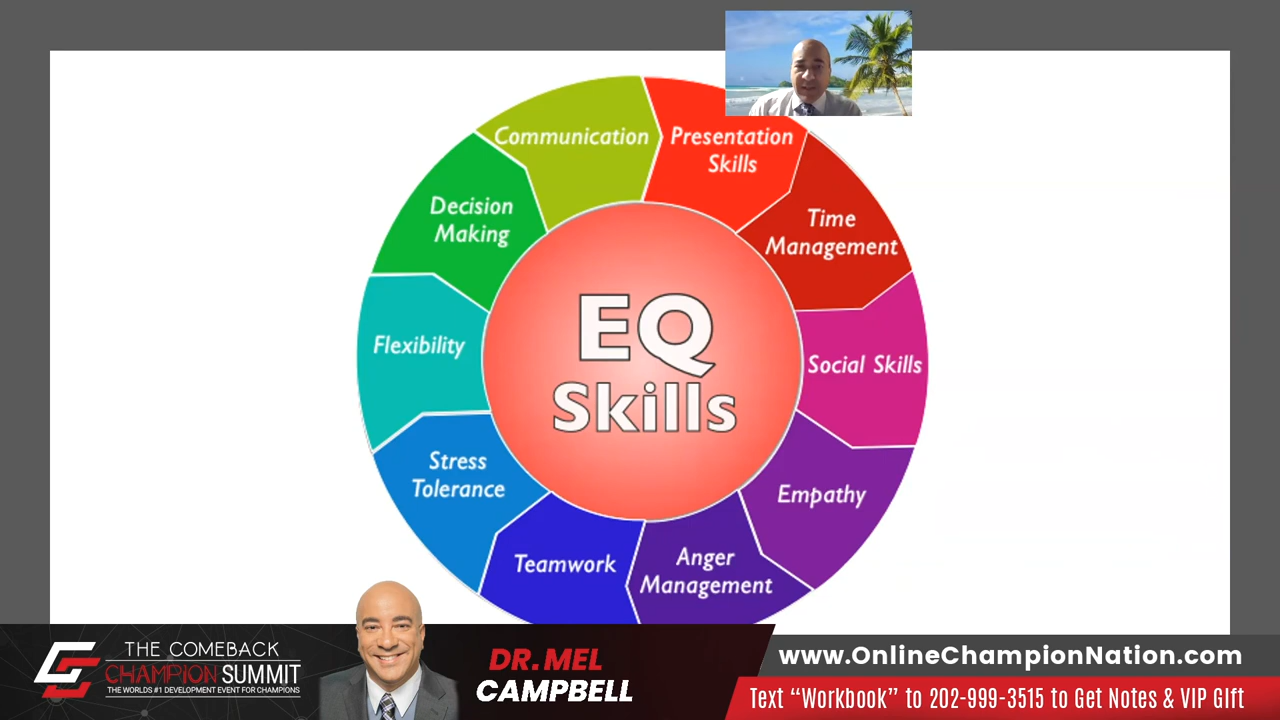 Communication
Presentation
Skills
Decision
Making
Time
Management
Flexibility
EQ
Skills
Social Skills
Stress
Tolerance
Empathy
Teamwork
Anger
Management
THE COMEBACK
CHAMPION SUMMIT
THE WORLDS #1 DEVELOPMENT EVENT FOR CHAMPIONS
DR. MEL
CAMPBELL
www.OnlineChampionNation.com
Text “Workbook” to 202-999-3515 to Get Notes & VIP GIft